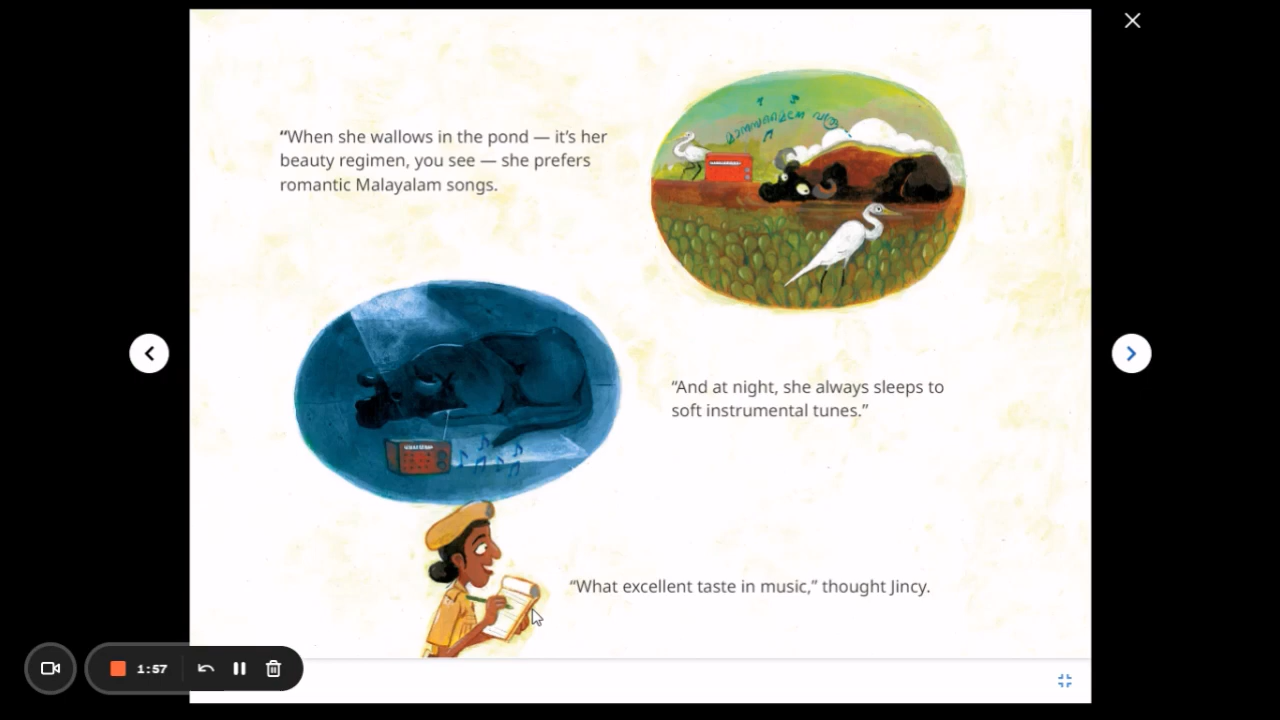 “When she wallows in the pond — it’s her
beauty regimen, you see — she prefers
romantic Malayalam songs.
“And at night, she always sleeps to
soft instrumental tunes.”
“What excellent taste in music,” thought Jincy.
1:57